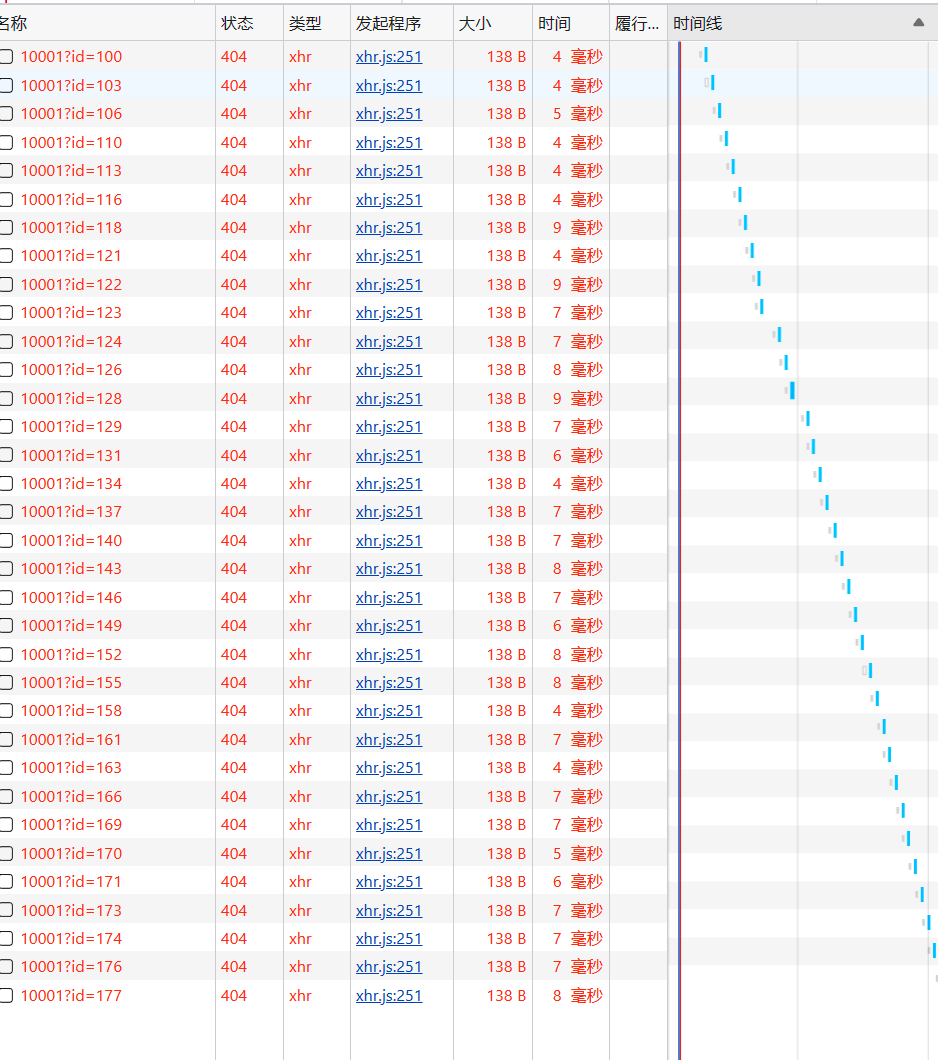 名称 状态 类型 发起程序 大小 时间 履行... 时间线
10001?id=100 404 xhr xhr.js:251 138 B 4 毫秒
10001?id=103 404 xhr xhr.js:251 138 B 4 毫秒
10001?id=106 404 xhr xhr.js:251 138 B 5 毫秒
10001?id=110 404 xhr xhr.js:251 138 B 4 毫秒
10001?id=113 404 xhr xhr.js:251 138 B 4 毫秒
10001?id=116 404 xhr xhr.js:251 138 B 4 毫秒
10001?id=118 404 xhr xhr.js:251 138 B 9 毫秒
10001?id=121 404 xhr xhr.js:251 138 B 4 毫秒
10001?id=122 404 xhr xhr.js:251 138 B 9 毫秒
10001?id=123 404 xhr xhr.js:251 138 B 7 毫秒
10001?id=124 404 xhr xhr.js:251 138 B 7 毫秒
10001?id=126 404 xhr xhr.js:251 138 B 8 毫秒
10001?id=128 404 xhr xhr.js:251 138 B 9 毫秒
10001?id=129 404 xhr xhr.js:251 138 B 7 毫秒
10001?id=131 404 xhr xhr.js:251 138 B 6 毫秒
10001?id=134 404 xhr xhr.js:251 138 B 4 毫秒
10001?id=137 404 xhr xhr.js:251 138 B 7 毫秒
10001?id=140 404 xhr xhr.js:251 138 B 7 毫秒
10001?id=143 404 xhr xhr.js:251 138 B 8 毫秒
10001?id=146 404 xhr xhr.js:251 138 B 7 毫秒
10001?id=149 404 xhr xhr.js:251 138 B 6 毫秒
10001?id=152 404 xhr xhr.js:251 138 B 8 毫秒
10001?id=155 404 xhr xhr.js:251 138 B 8 毫秒
10001?id=158 404 xhr xhr.js:251 138 B 4 毫秒
10001?id=161 404 xhr xhr.js:251 138 B 7 毫秒
10001?id=163 404 xhr xhr.js:251 138 B 4 毫秒
10001?id=166 404 xhr xhr.js:251 138 B 7 毫秒
10001?id=169 404 xhr xhr.js:251 138 B 7 毫秒
10001?id=170 404 xhr xhr.js:251 138 B 5 毫秒
10001?id=171 404 xhr xhr.js:251 138 B 6 毫秒
10001?id=173 404 xhr xhr.js:251 138 B 7 毫秒
10001?id=174 404 xhr xhr.js:251 138 B 7 毫秒
10001?id=176 404 xhr xhr.js:251 138 B 7 毫秒
10001?id=177 404 xhr xhr.js:251 138 B 8 毫秒